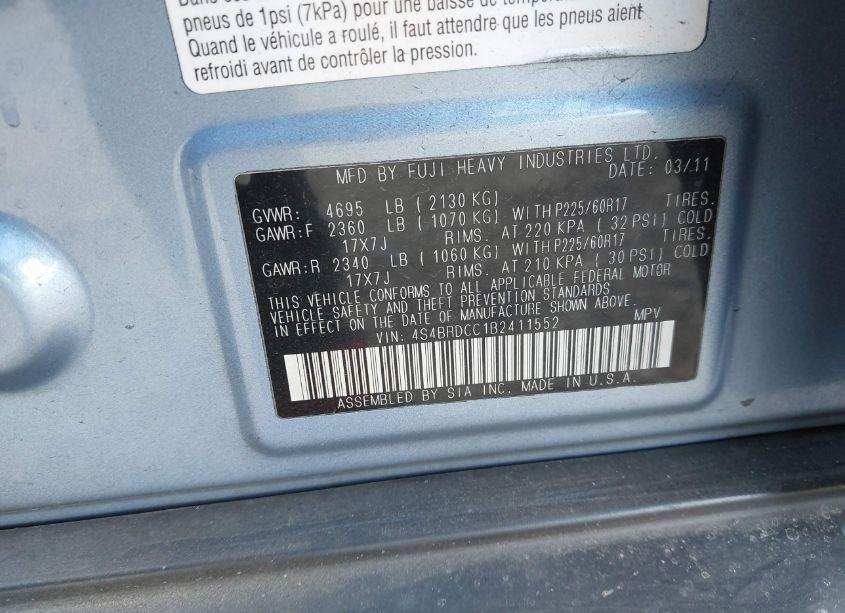 pneus de 1psi (7kPa) pour une baisse de
Quand le véhicule a roulé, il faut attendre que les pneus aient
refroidi avant de contrôler la pression.
MFD BY FUJI HEAVY INDUSTRIES LTD.
DATE: 03/11
GVWR: 4695 LB ( 2130 KG)
GAWR:F 2360 LB ( 1070 KG) WITH P225/60R17 TIRES.
17X7J RIMS. AT 220 KPA ( 32 PSI) COLD
GAWR:R 2340 LB ( 1060 KG) WITH P225/60R17 TIRES.
17X7J RIMS. AT 210 KPA ( 30 PSI) COLD
THIS VEHICLE CONFORMS TO ALL APPLICABLE FEDERAL MOTOR
VEHICLE SAFETY AND THEFT PREVENTION STANDARDS
IN EFFECT ON THE DATE OF MANUFACTURE SHOWN ABOVE.
VIN: 4S4BRDCC1B2411552 MPV
ASSEMBLED BY SIA INC. MADE IN U.S.A.